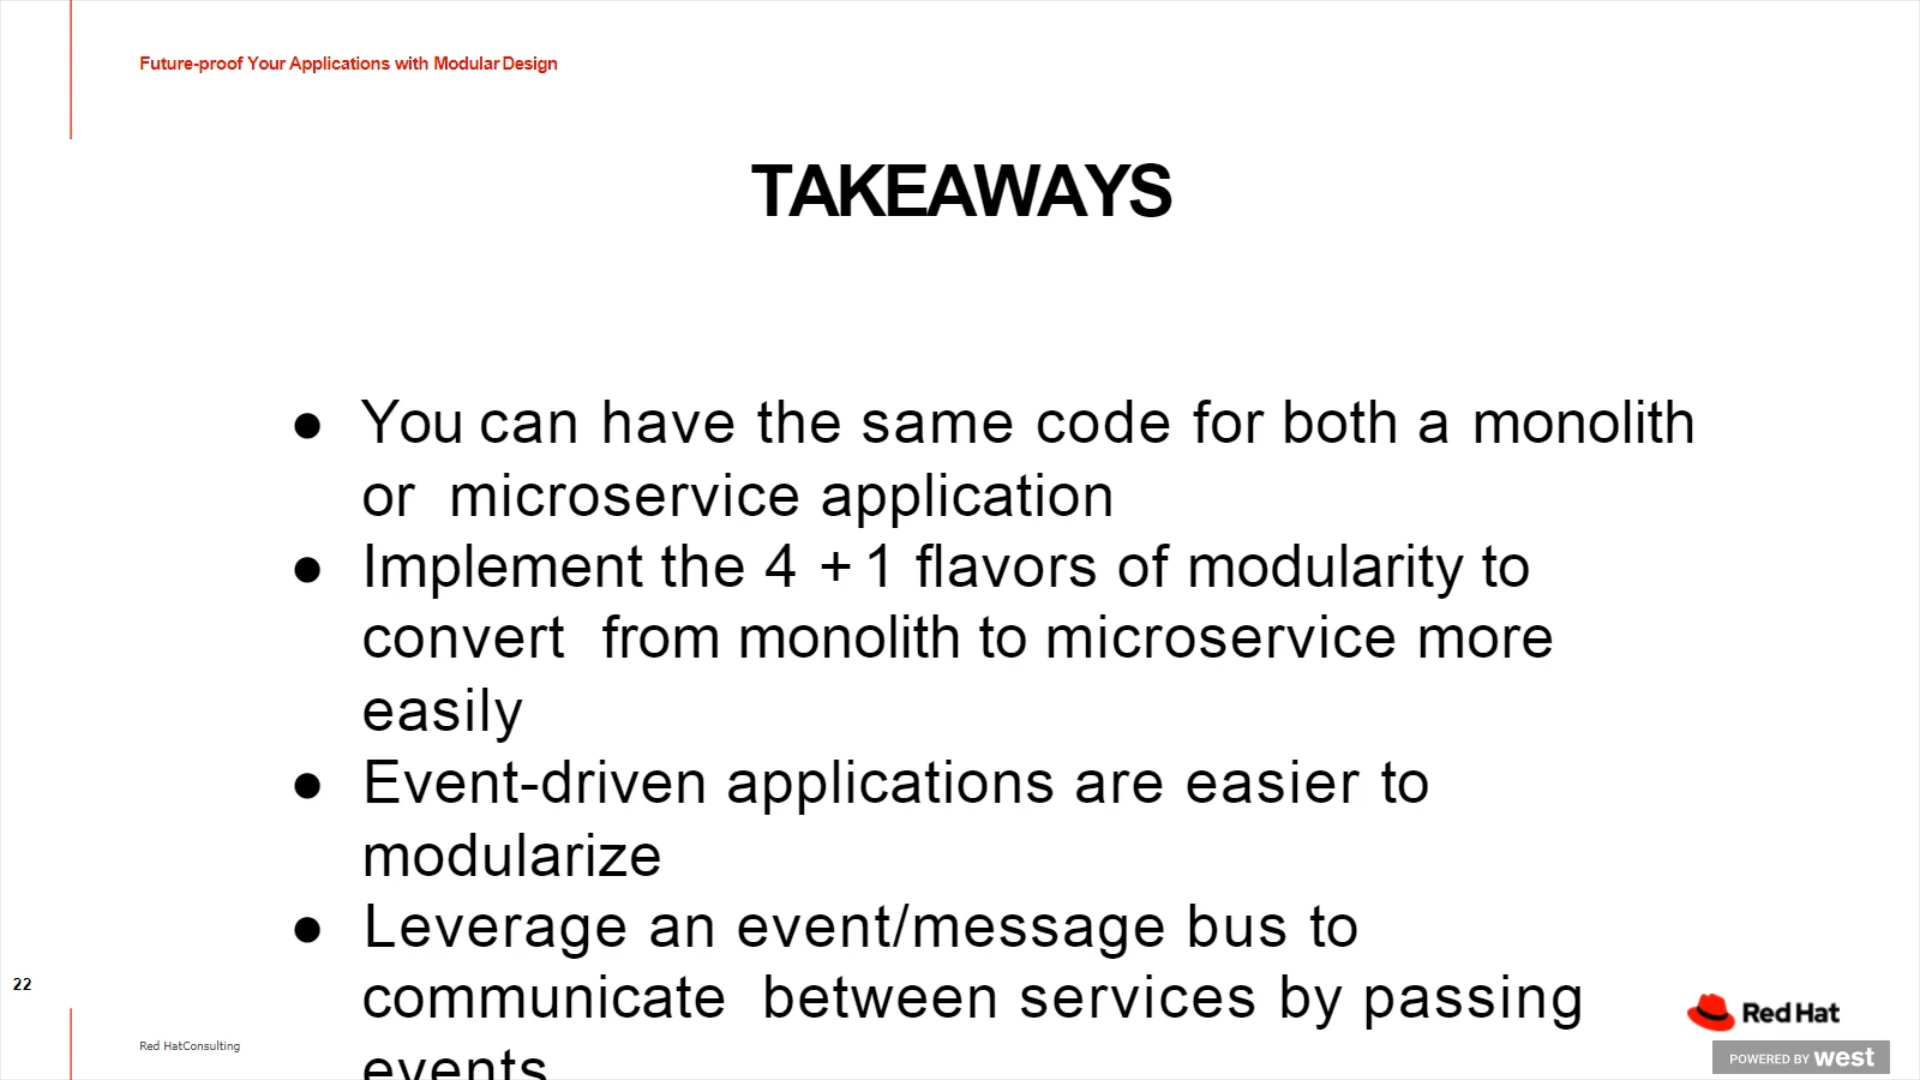 Future-proof Your Applications with Modular Design
TAKEAWAYS
● You can have the same code for both a monolith
or microservice application
● Implement the 4 + 1 flavors of modularity to
convert from monolith to microservice more
easily
● Event-driven applications are easier to
modularize
● Leverage an event/message bus to
communicate between services by passing
events
22
Red HatConsulting
Red Hat
POWERED BY west